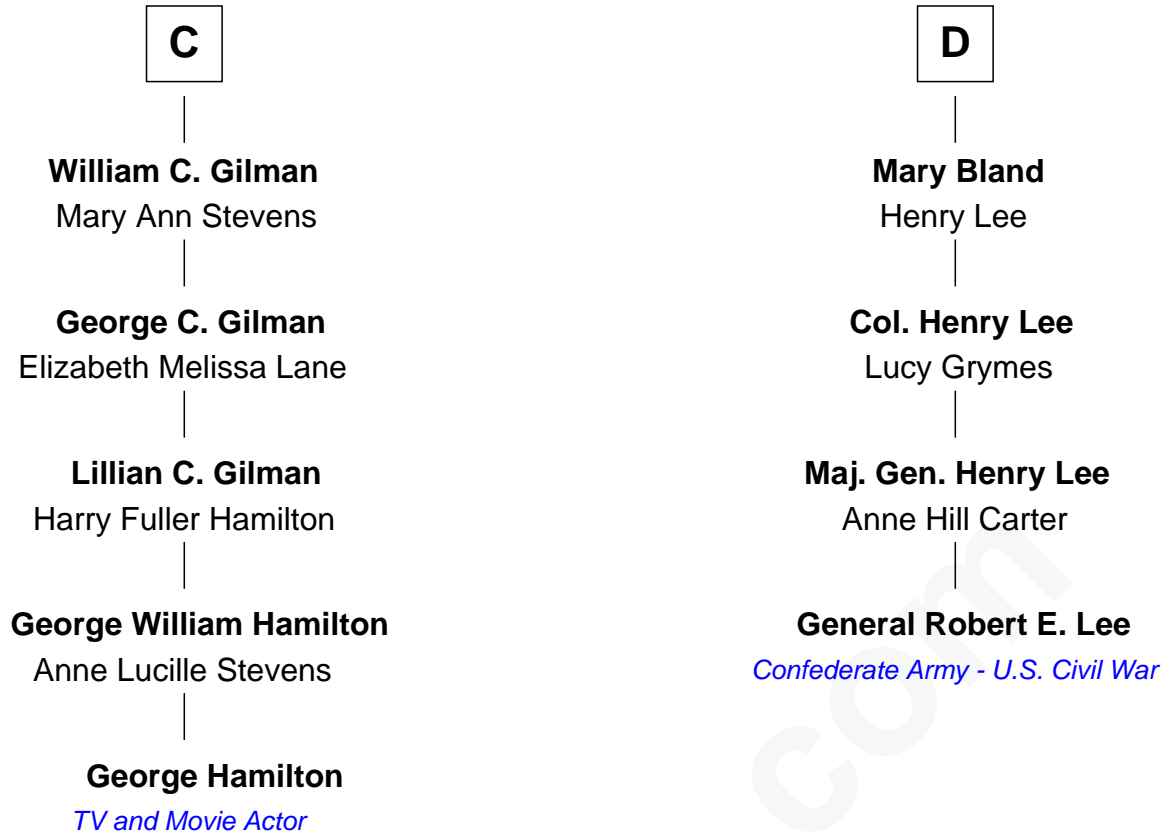 C
William C. Gilman
Mary Ann Stevens
George C. Gilman
Elizabeth Melissa Lane
Lillian C. Gilman
Harry Fuller Hamilton
George William Hamilton
Anne Lucille Stevens
George Hamilton
TV and Movie Actor
D
Mary Bland
Henry Lee
Col. Henry Lee
Lucy Grymes
Maj. Gen. Henry Lee
Anne Hill Carter
General Robert E. Lee
Confederate Army - U.S. Civil War
com